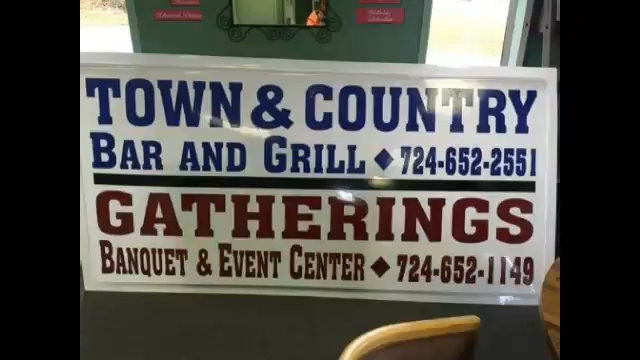 TOWN & COUNTRY
BAR AND GRILL ◆ 724-652-2551
GATHERINGS
BANQUET & EVENT CENTER ◆ 724-652-1149